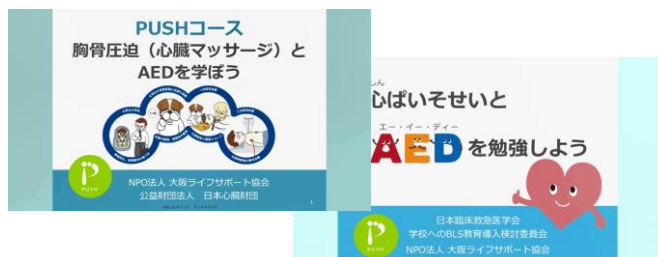 PUSHコース
胸骨圧迫（心臓マッサージ）と
AEDを学ぼう
PUSH
NPO法人 大阪ライフサポート協会
公益財団法人 日本心臓財団
1
しん
心ぱいそせいと
エー・イー・ディー
AEDを勉強しよう
PUSH
日本臨床救急医学会
学校へのBLS教育導入検討委員会
NPO法人 大阪ライフサポート協会